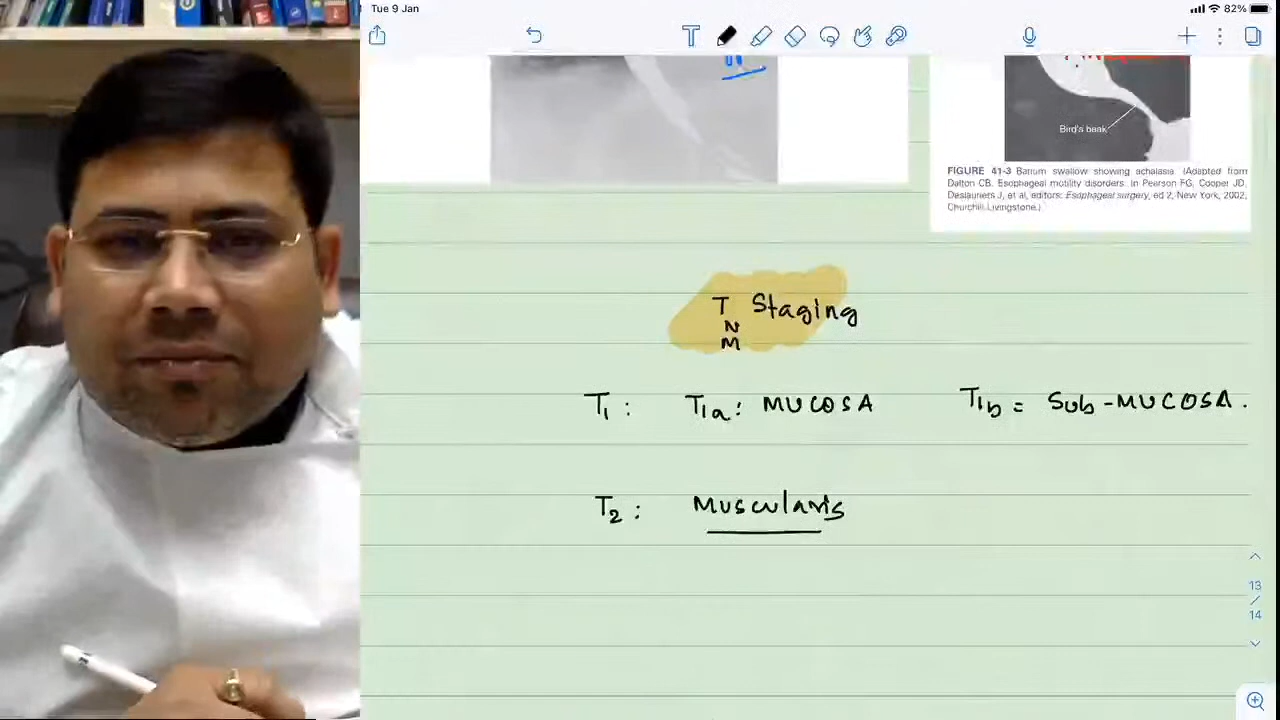 Tue 9 Jan
82%
T
Bird's beak
FIGURE 41-3 Barium swallow showing achalasia. (Adapted from
Dalton CB. Esophageal motility disorders. In Pearson FG, Cooper JD,
Deslauriers J, et al, editors: Esophageal surgery, ed 2, New York, 2002,
Churchill Livingstone.)
T Staging
N
M
T1 : T1a : MUCOSA T1b = Sub-MUCOSA.
T2 : Muscularis
13
/
14